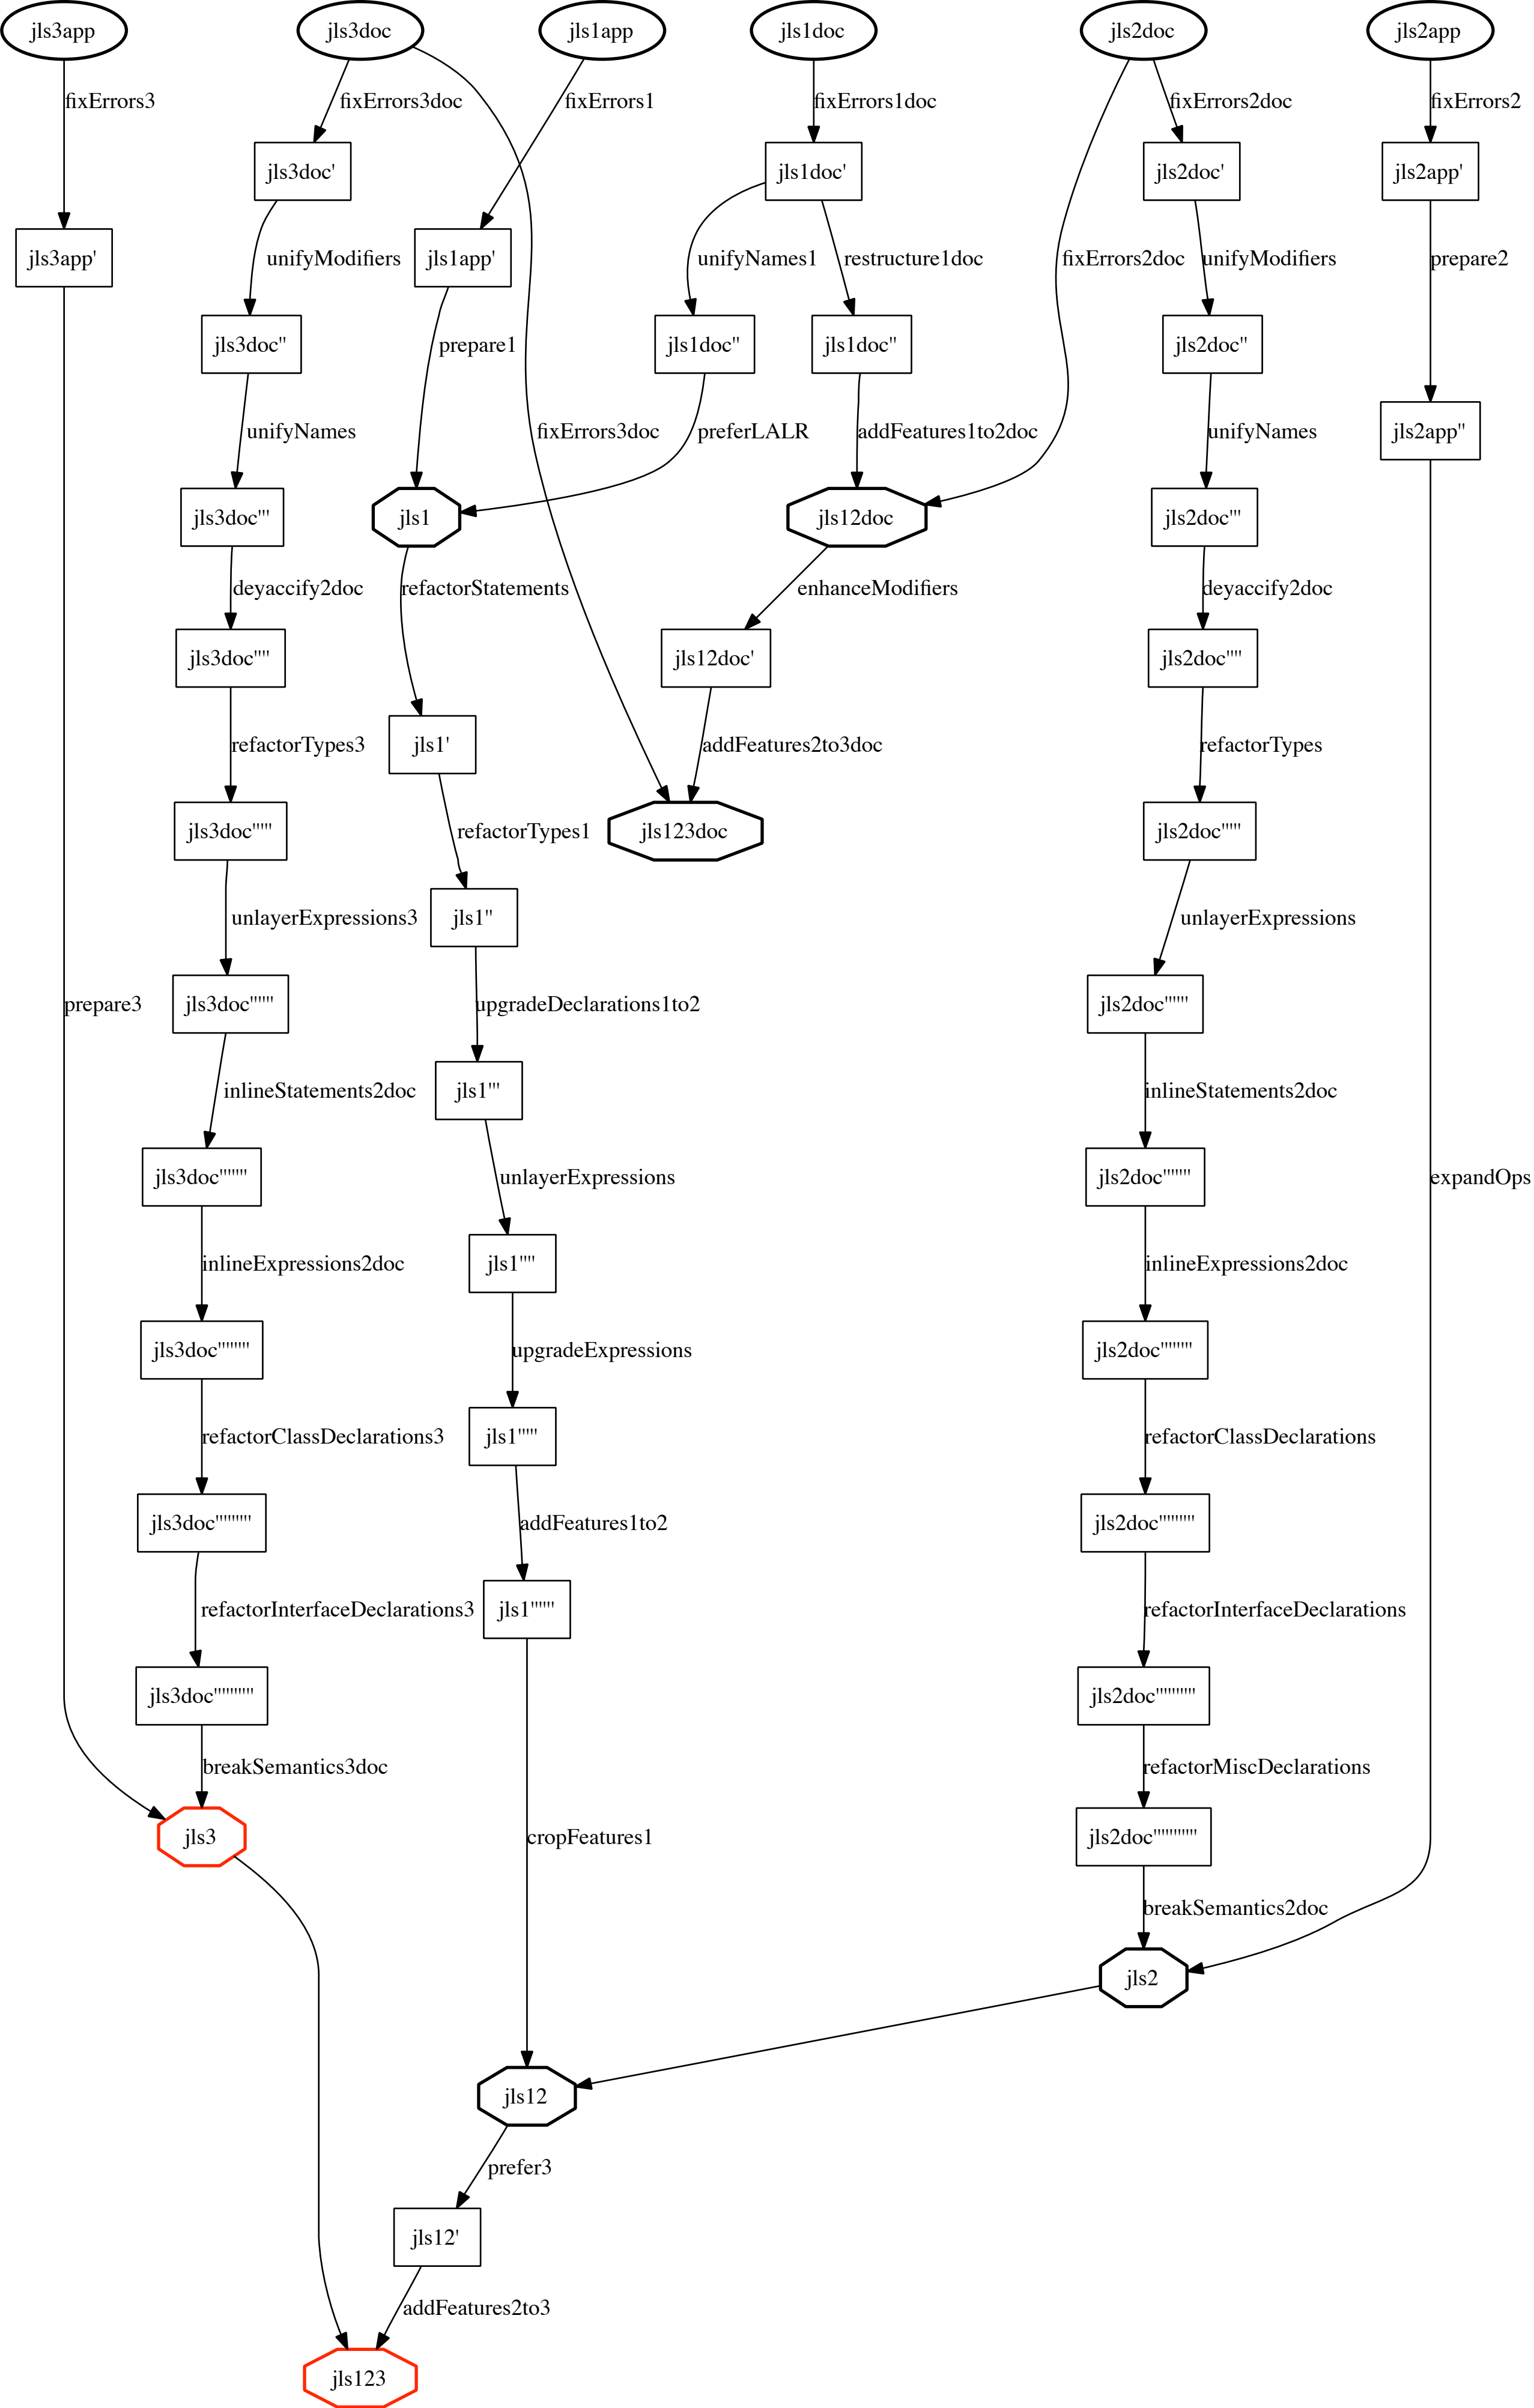 jls3app
jls3doc
jls1app
jls1doc
jls2doc
jls2app
fixErrors3
fixErrors3doc
fixErrors1
fixErrors1doc
fixErrors2doc
fixErrors2
jls3doc'
jls1doc'
jls2doc'
jls2app'
jls3app'
unifyModifiers
jls1app'
unifyNames1
restructure1doc
fixErrors2doc
unifyModifiers
prepare2
jls3doc''
prepare1
jls1doc''
jls1doc''
jls2doc''
unifyNames
fixErrors3doc
preferLALR
addFeatures1to2doc
unifyNames
jls2app''
jls3doc'''
jls1
jls12doc
jls2doc'''
deyaccify2doc
refactorStatements
enhanceModifiers
deyaccify2doc
jls3doc''''
jls12doc'
jls2doc''''
refactorTypes3
jls1'
addFeatures2to3doc
refactorTypes
jls3doc'''''
refactorTypes1
jls123doc
jls2doc'''''
unlayerExpressions3
jls1''
unlayerExpressions
prepare3
jls3doc''''''
upgradeDeclarations1to2
jls2doc''''''
inlineStatements2doc
jls1'''
inlineStatements2doc
jls3doc'''''''
unlayerExpressions
jls2doc'''''''
expandOps
inlineExpressions2doc
jls1''''
inlineExpressions2doc
jls3doc''''''''
upgradeExpressions
jls2doc''''''''
refactorClassDeclarations3
jls1'''''
refactorClassDeclarations
jls3doc'''''''''
addFeatures1to2
jls2doc'''''''''
refactorInterfaceDeclarations3
jls1''''''
refactorInterfaceDeclarations
jls3doc''''''''''
jls2doc''''''''''
breakSemantics3doc
refactorMiscDeclarations
jls3
cropFeatures1
jls2doc'''''''''''
breakSemantics2doc
jls2
jls12
prefer3
jls12'
addFeatures2to3
jls123